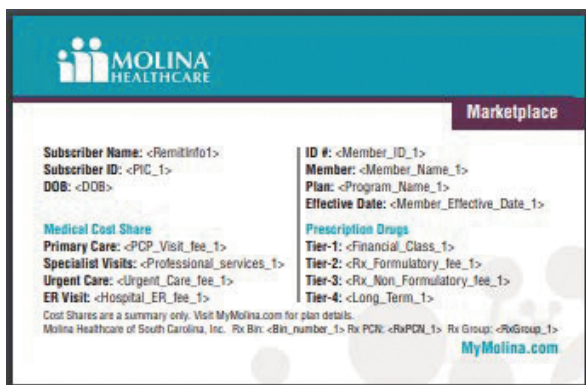 MOLINA
HEALTHCARE
Marketplace
Subscriber Name: <RemitInfo1>
Subscriber ID: <PIC_1>
DOB: <DOB>
ID #: <Member_ID_1>
Member: <Member_Name_1>
Plan: <Program_Name_1>
Effective Date: <Member_Effective_Date_1>
Medical Cost Share
Primary Care: <PCP_Visit_fee_1>
Specialist Visits: <Professional_services_1>
Urgent Care: <Urgent_Care_fee_1>
ER Visit: <Hospital_ER_fee_1>
Prescription Drugs
Tier-1: <Financial_Class_1>
Tier-2: <Rx_Formulatory_fee_1>
Tier-3: <Rx_Non_Formulatory_fee_1>
Tier-4: <Long_Term_1>
Cost Shares are a summary only. Visit MyMolina.com for plan details.
Molina Healthcare of South Carolina, Inc. Rx Bin: <Bin_number_1> Rx PCN: <RxPCN_1> Rx Group: <RxGroup_1>
MyMolina.com